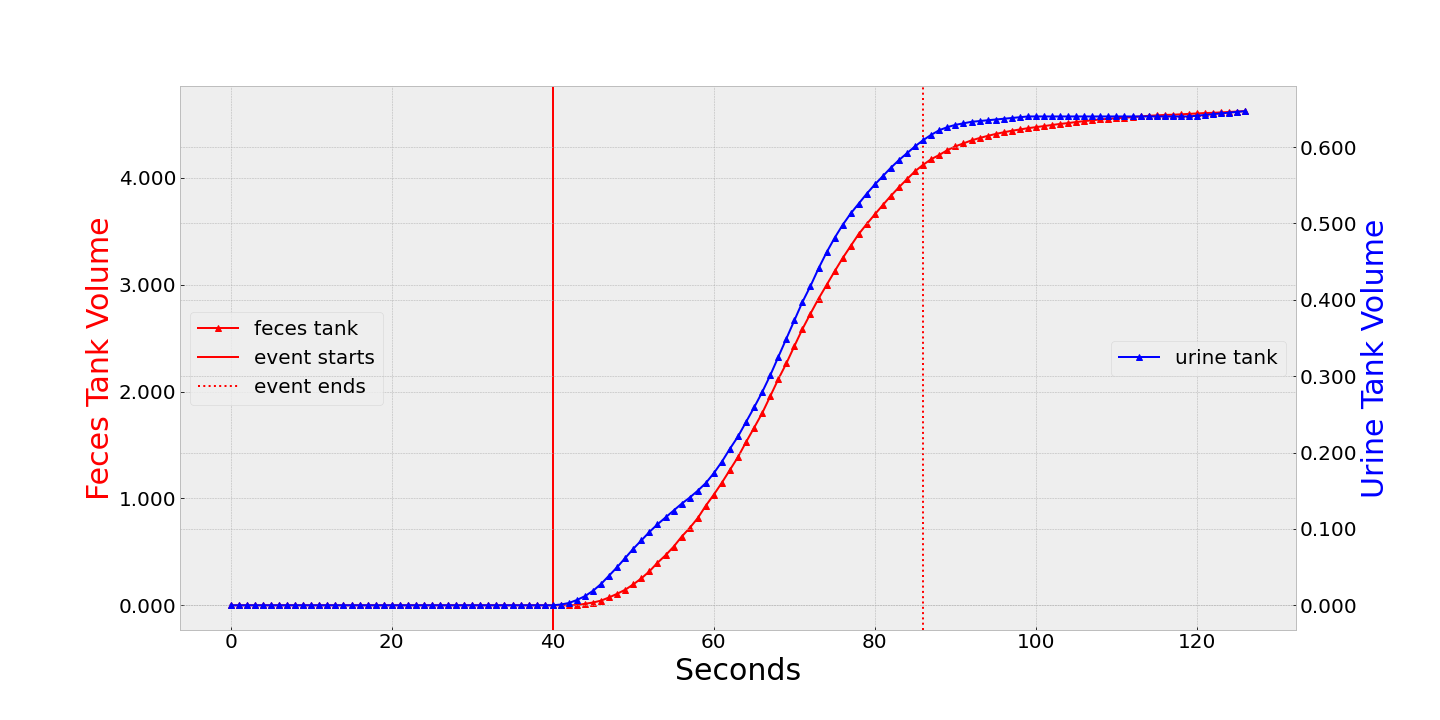 4.000
3.000
2.000
1.000
0.000
Feces Tank Volume
feces tank
event starts
event ends
urine tank
0.600
0.500
0.400
0.300
0.200
0.100
0.000
Urine Tank Volume
0 20 40 60 80 100 120
Seconds